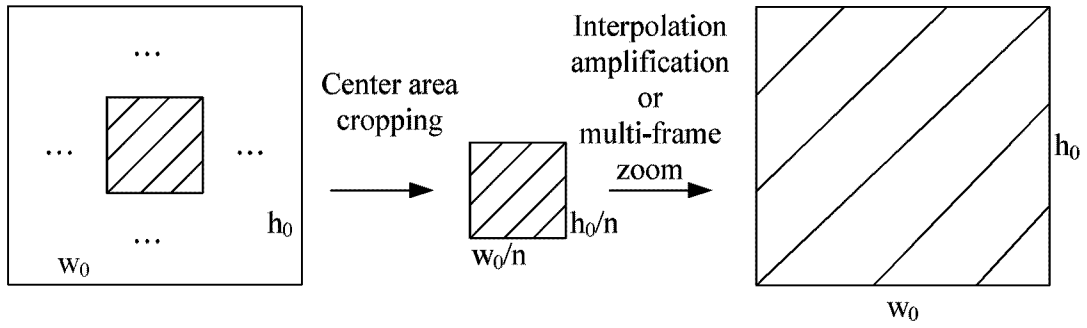 ...
...
...
...
h₀
w₀
Center area
cropping
h₀/n
w₀/n
Interpolation
amplification
or
multi-frame
zoom
h₀
w₀